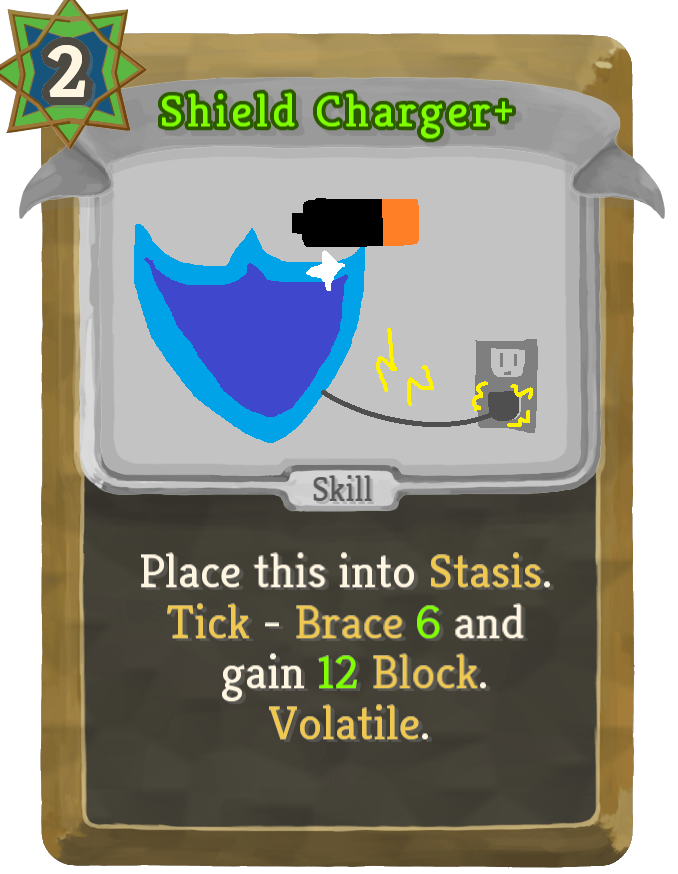 2
Shield Charger+
Skill
Place this into Stasis.
Tick - Brace 6 and
gain 12 Block.
Volatile.